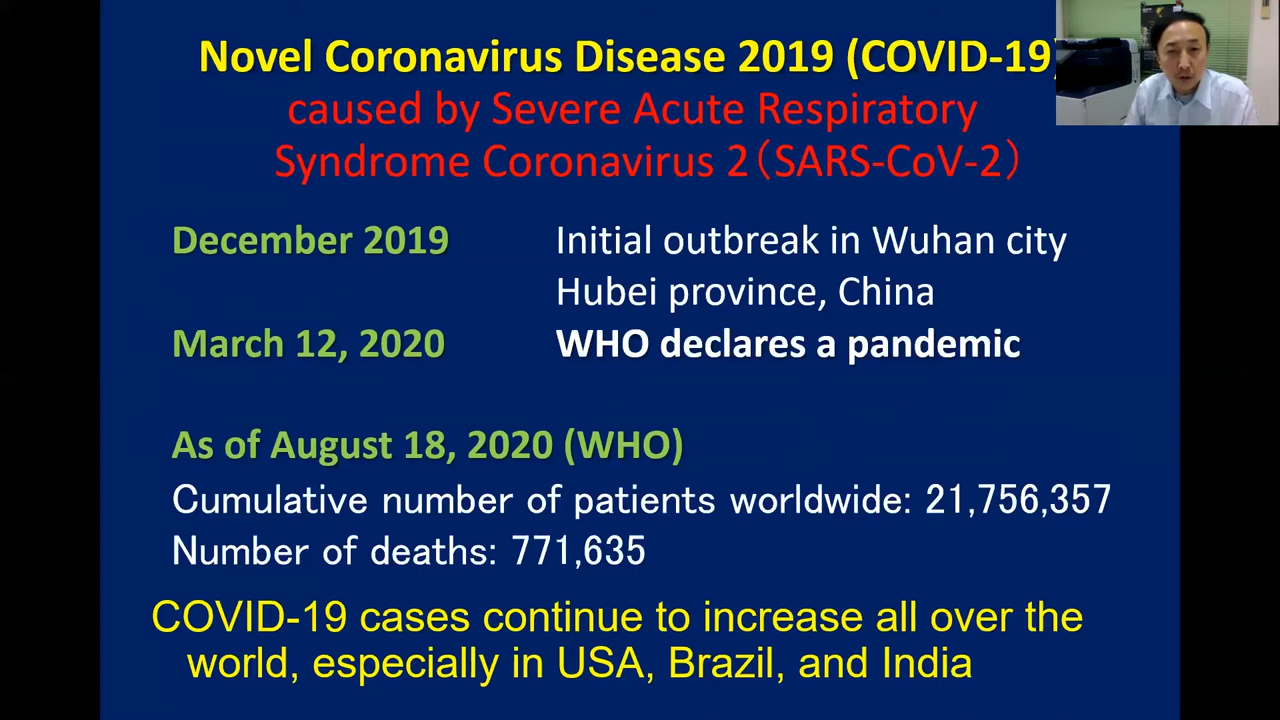 Novel Coronavirus Disease 2019 (COVID-19)
caused by Severe Acute Respiratory
Syndrome Coronavirus 2（SARS-CoV-2）
December 2019 Initial outbreak in Wuhan city
Hubei province, China
March 12, 2020 WHO declares a pandemic
As of August 18, 2020 (WHO)
Cumulative number of patients worldwide: 21,756,357
Number of deaths: 771,635
COVID-19 cases continue to increase all over the
world, especially in USA, Brazil, and India